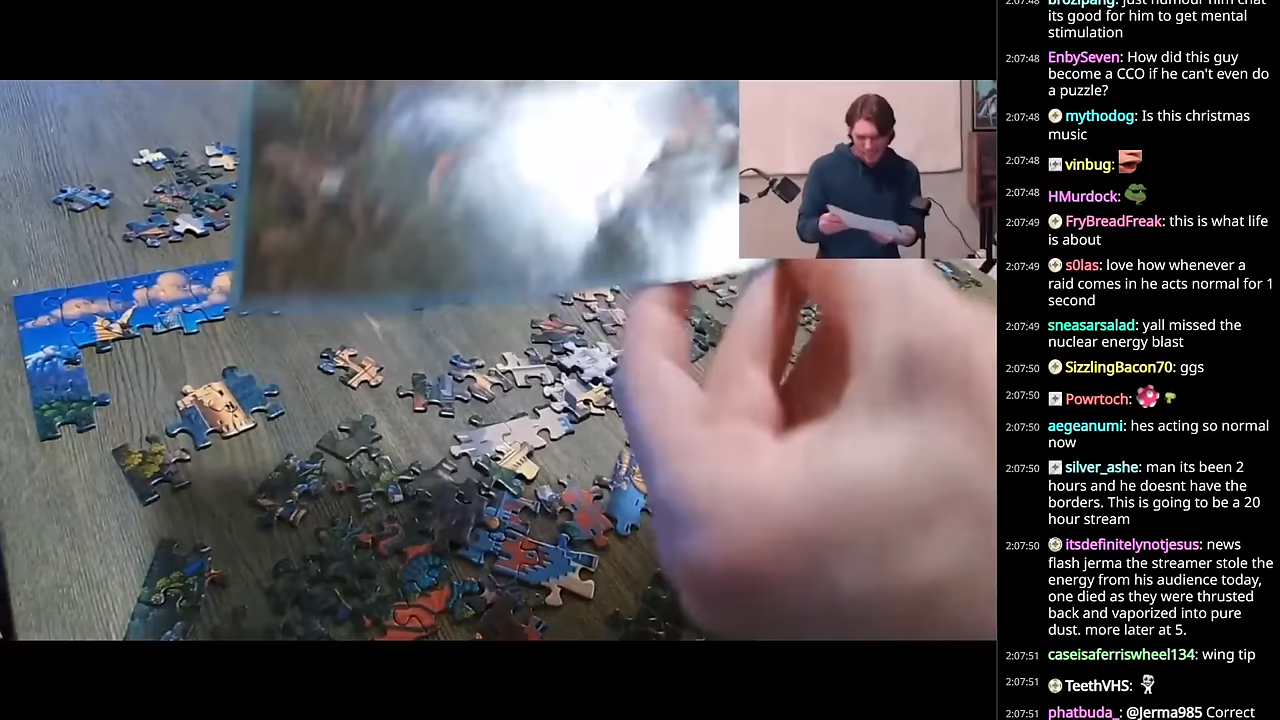 2:07:48 brozipang: just humour him chat
its good for him to get mental
stimulation
2:07:48 EnbySeven: How did this guy
become a CCO if he can't even do
a puzzle?
2:07:48 mythodog: Is this christmas
music
2:07:48 vinbug:
2:07:48 HMurdock:
2:07:49 FryBreadFreak: this is what life
is about
2:07:49 s0las: love how whenever a
raid comes in he acts normal for 1
second
2:07:49 sneasarsalad: yall missed the
nuclear energy blast
2:07:50 SizzlingBacon70: ggs
2:07:50 Powrtoch:
2:07:50 aegeanumi: hes acting so normal
now
2:07:50 silver_ashe: man its been 2
hours and he doesnt have the
borders. This is going to be a 20
hour stream
2:07:50 itsdefinitelynotjesus: news
flash jerma the streamer stole the
energy from his audience today,
one died as they were thrusted
back and vaporized into pure
dust. more later at 5.
2:07:51 caseisaferriswheel134: wing tip
2:07:51 TeethVHS:
2:07:51 phatbuda_: @Jerma985 Correct